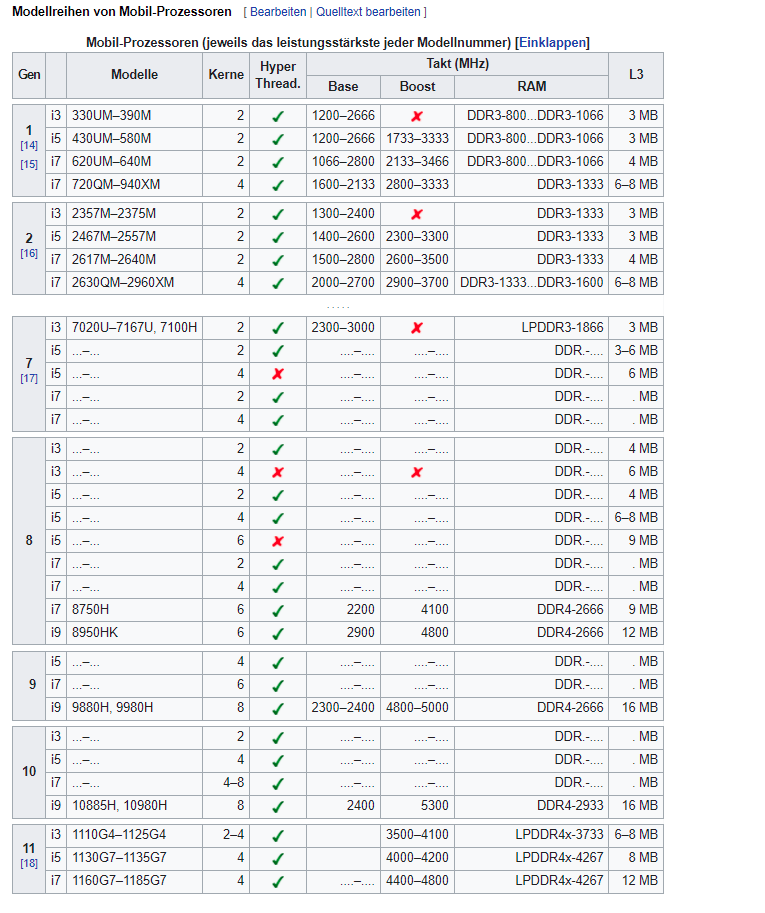 Modellreihen von Mobil-Prozessoren [ Bearbeiten | Quelltext bearbeiten ]
Mobil-Prozessoren (jeweils das leistungsstärkste jeder Modellnummer) [Einklappen]
Gen Modelle Kerne Hyper Thread. Takt (MHz) L3
Base Boost RAM
1 [14] [15]
i3 330UM–390M 2 ✓ 1200–2666 ✘ DDR3-800...DDR3-1066 3 MB
i5 430UM–580M 2 ✓ 1200–2666 1733–3333 DDR3-800...DDR3-1066 3 MB
i7 620UM–640M 2 ✓ 1066–2800 2133–3466 DDR3-800...DDR3-1066 4 MB
i7 720QM–940XM 4 ✓ 1600–2133 2800–3333 DDR3-1333 6–8 MB
2 [16]
i3 2357M–2375M 2 ✓ 1300–2400 ✘ DDR3-1333 3 MB
i5 2467M–2557M 2 ✓ 1400–2600 2300–3300 DDR3-1333 3 MB
i7 2617M–2640M 2 ✓ 1500–2800 2600–3500 DDR3-1333 4 MB
i7 2630QM–2960XM 4 ✓ 2000–2700 2900–3700 DDR3-1333...DDR3-1600 6–8 MB
.....
7 [17]
i3 7020U–7167U, 7100H 2 ✓ 2300–3000 ✘ LPDDR3-1866 3 MB
i5 ...–... 2 ✓ ....–.... ....–.... DDR.-.... 3–6 MB
i5 ...–... 4 ✘ ....–.... ....–.... DDR.-.... 6 MB
i7 ...–... 2 ✓ ....–.... ....–.... DDR.-.... . MB
i7 ...–... 4 ✓ ....–.... ....–.... DDR.-.... . MB
8
i3 ...–... 2 ✓ ....–.... ....–.... DDR.-.... 4 MB
i3 ...–... 4 ✘ ....–.... ✘ DDR.-.... 6 MB
i5 ...–... 2 ✓ ....–.... ....–.... DDR.-.... 4 MB
i5 ...–... 4 ✓ ....–.... ....–.... DDR.-.... 6–8 MB
i5 ...–... 6 ✘ ....–.... ....–.... DDR.-.... 9 MB
i7 ...–... 2 ✓ ....–.... ....–.... DDR.-.... . MB
i7 ...–... 4 ✓ ....–.... ....–.... DDR.-.... . MB
i7 8750H 6 ✓ 2200 4100 DDR4-2666 9 MB
i9 8950HK 6 ✓ 2900 4800 DDR4-2666 12 MB
9
i5 ...–... 4 ✓ ....–.... ....–.... DDR.-.... . MB
i7 ...–... 6 ✓ ....–.... ....–.... DDR.-.... . MB
i9 9880H, 9980H 8 ✓ 2300–2400 4800–5000 DDR4-2666 16 MB
10
i3 ...–... 2 ✓ ....–.... ....–.... DDR.-.... . MB
i5 ...–... 4 ✓ ....–.... ....–.... DDR.-.... . MB
i7 ...–... 4–8 ✓ ....–.... ....–.... DDR.-.... . MB
i9 10885H, 10980H 8 ✓ 2400 5300 DDR4-2933 16 MB
11 [18]
i3 1110G4–1125G4 2–4 ✓ 3500–4100 LPDDR4x-3733 6–8 MB
i5 1130G7–1135G7 4 ✓ 4000–4200 LPDDR4x-4267 8 MB
i7 1160G7–1185G7 4 ✓ ....–.... 4400–4800 LPDDR4x-4267 12 MB